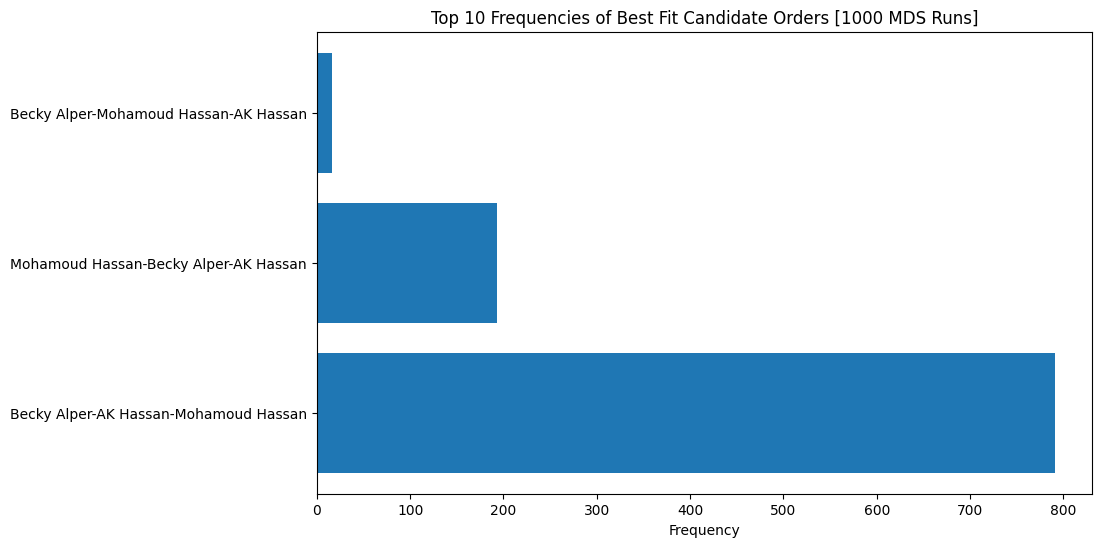 Top 10 Frequencies of Best Fit Candidate Orders [1000 MDS Runs]
Becky Alper-Mohamoud Hassan-AK Hassan
Mohamoud Hassan-Becky Alper-AK Hassan
Becky Alper-AK Hassan-Mohamoud Hassan
0 100 200 300 400 500 600 700 800
Frequency